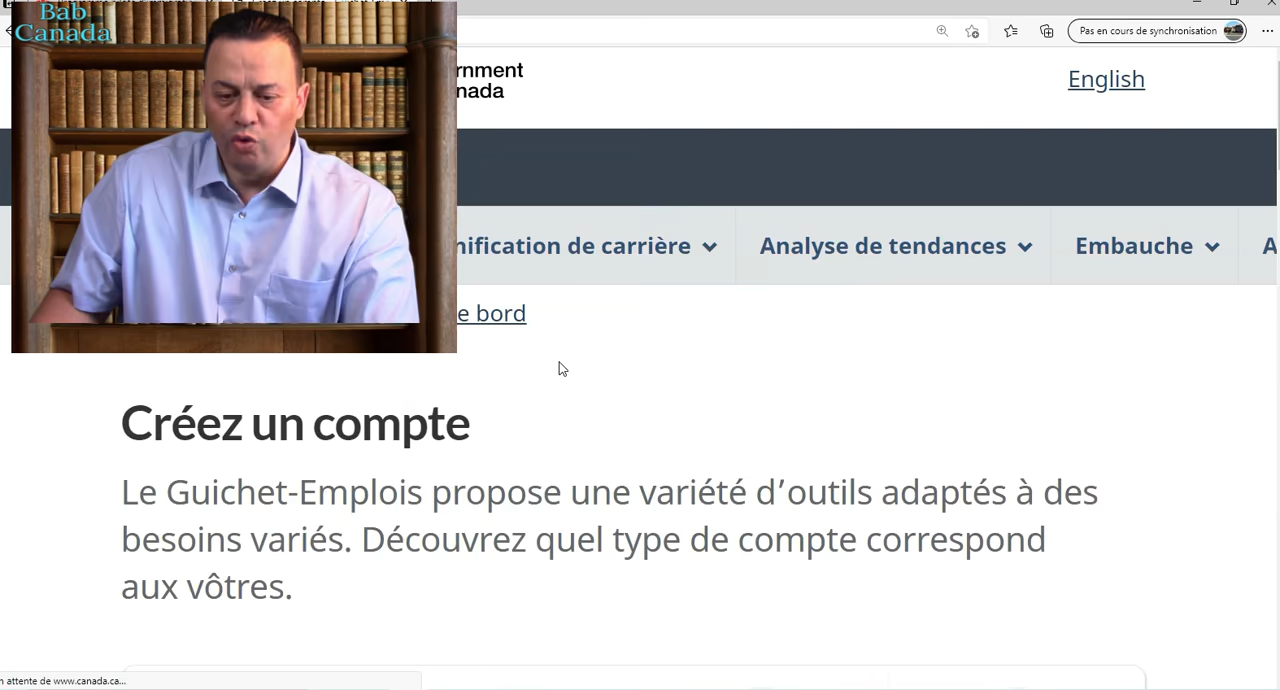 Bab
Canada
Pas en cours de synchronisation
rnment
nada
English
nification de carrière
Analyse de tendances
Embauche
A
e bord
Créez un compte
Le Guichet-Emplois propose une variété d’outils adaptés à des
besoins variés. Découvrez quel type de compte correspond
aux vôtres.
n attente de www.canada.ca...